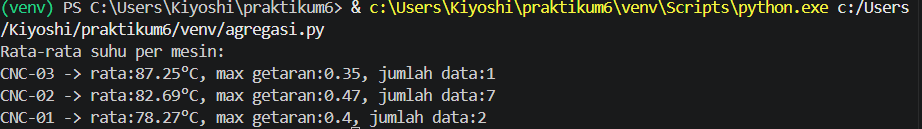 (venv) PS C:\Users\Kiyoshi\praktikum6> & c:\Users\Kiyoshi\praktikum6\venv\Scripts\python.exe c:/Users
/Kiyoshi/praktikum6/venv/agregasi.py
Rata-rata suhu per mesin:
CNC-03 -> rata:87.25°C, max getaran:0.35, jumlah data:1
CNC-02 -> rata:82.69°C, max getaran:0.47, jumlah data:7
CNC-01 -> rata:78.27°C, max getaran:0.4, jumlah data:2